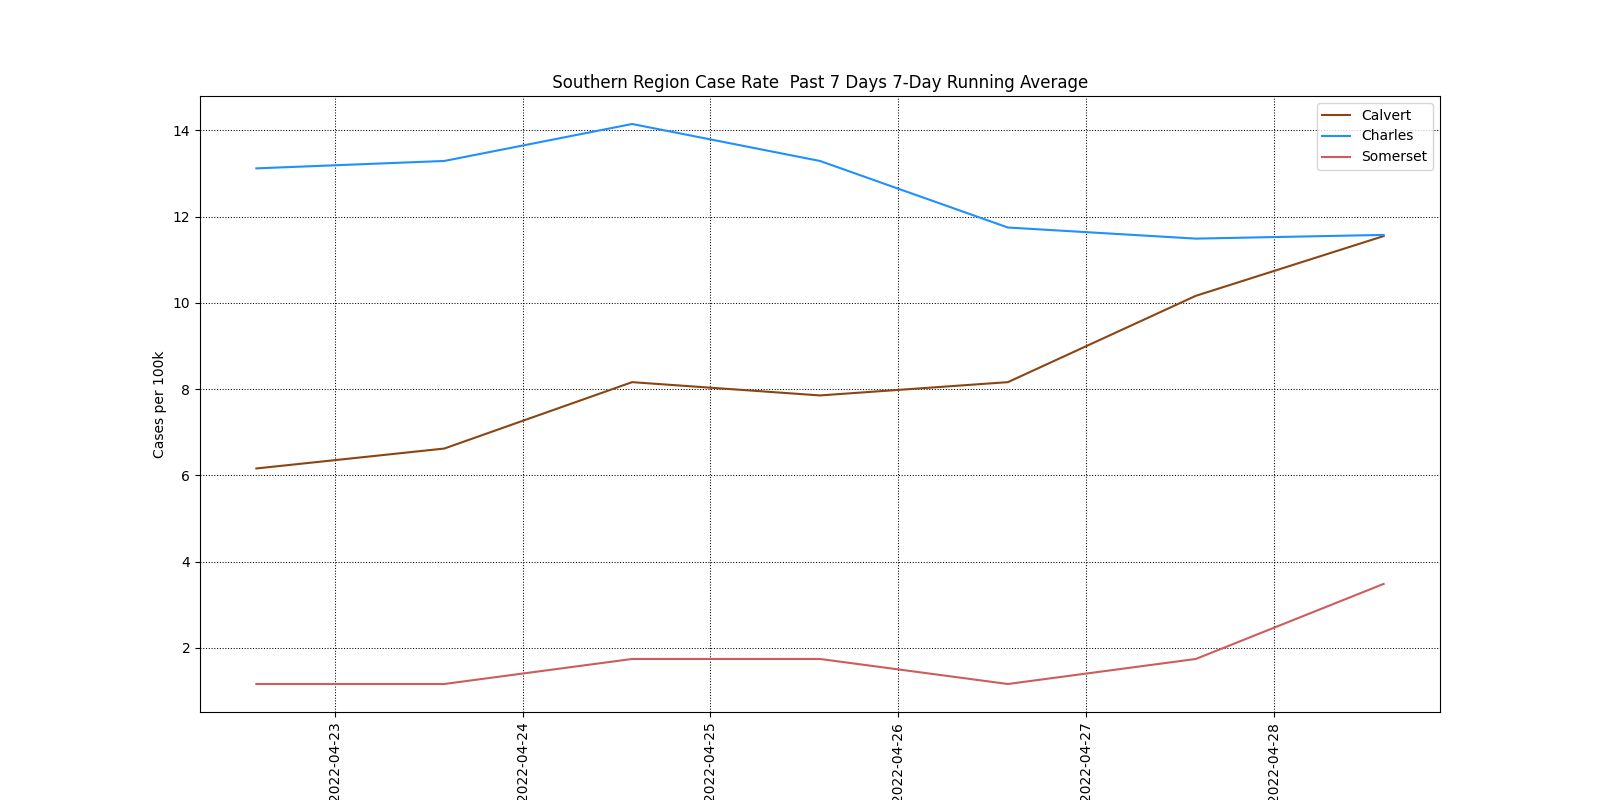 Southern Region Case Rate  Past 7 Days 7-Day Running Average
Calvert
Charles
Somerset
14
12
10
8
6
4
2
Cases per 100k
2022-04-23
2022-04-24
2022-04-25
2022-04-26
2022-04-27
2022-04-28